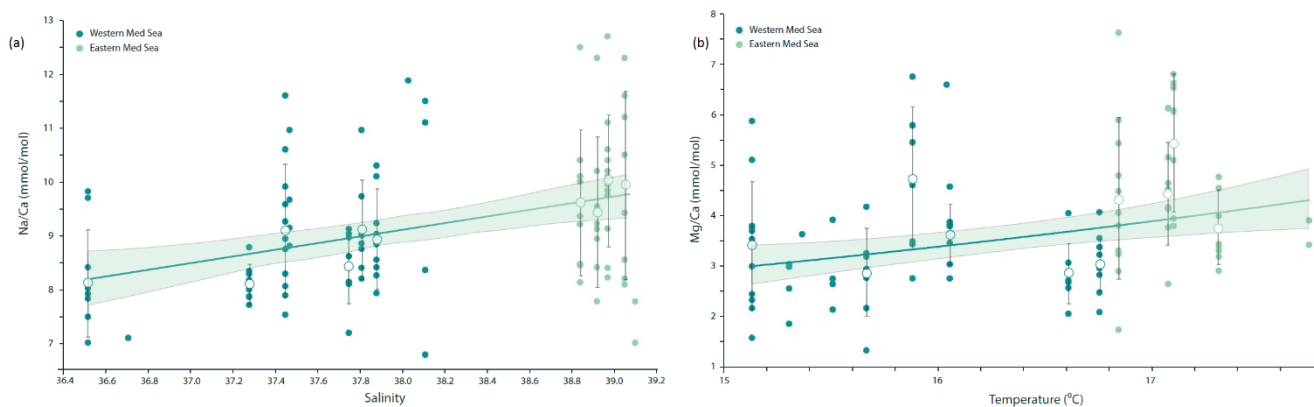 (a)
Western Med Sea
Eastern Med Sea
Na/Ca (mmol/mol)
13
12
11
10
9
8
7
36.4 36.6 36.8 37.0 37.2 37.4 37.6 37.8 38.0 38.2 38.4 38.6 38.8 39.0 39.2
Salinity
(b)
Western Med Sea
Eastern Med Sea
Mg/Ca (mmol/mol)
8
7
6
5
4
3
2
1
15 16 17
Temperature (°C)